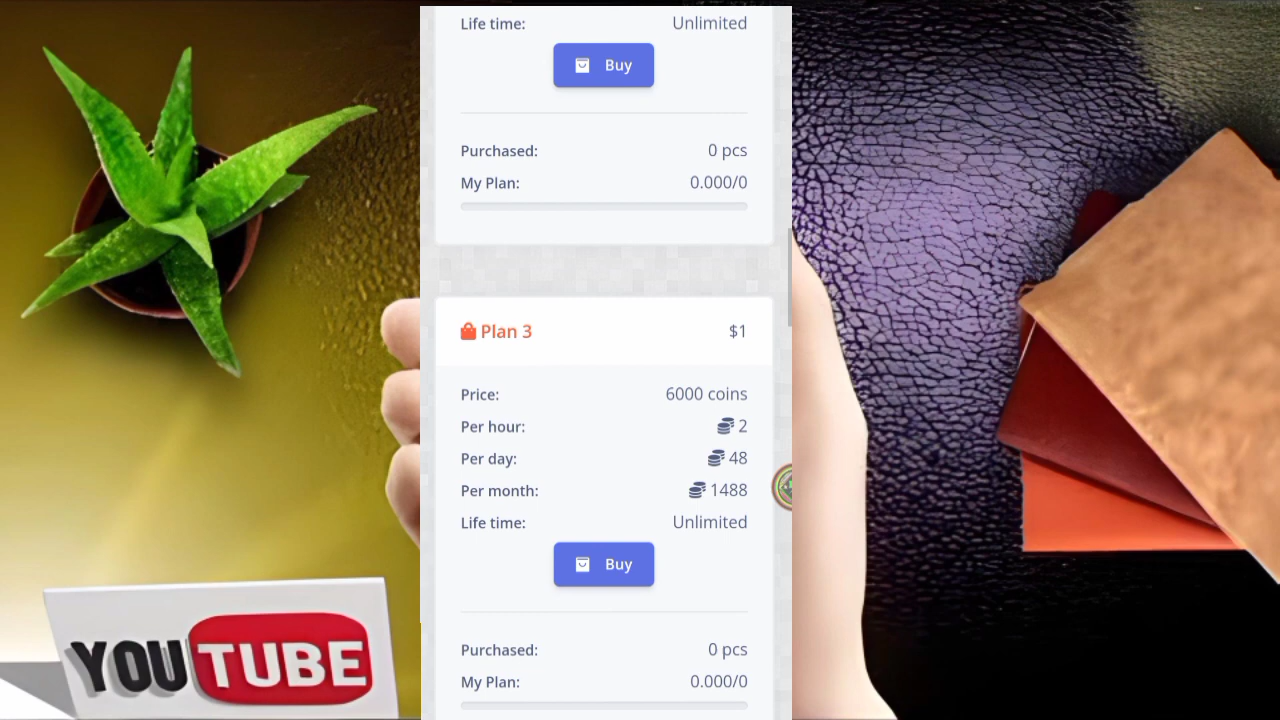 Life time: Unlimited
Buy
Purchased: 0 pcs
My Plan: 0.000/0
Plan 3 $1
Price: 6000 coins
Per hour: 2
Per day: 48
Per month: 1488
Life time: Unlimited
Buy
Purchased: 0 pcs
My Plan: 0.000/0
YOUTUBE